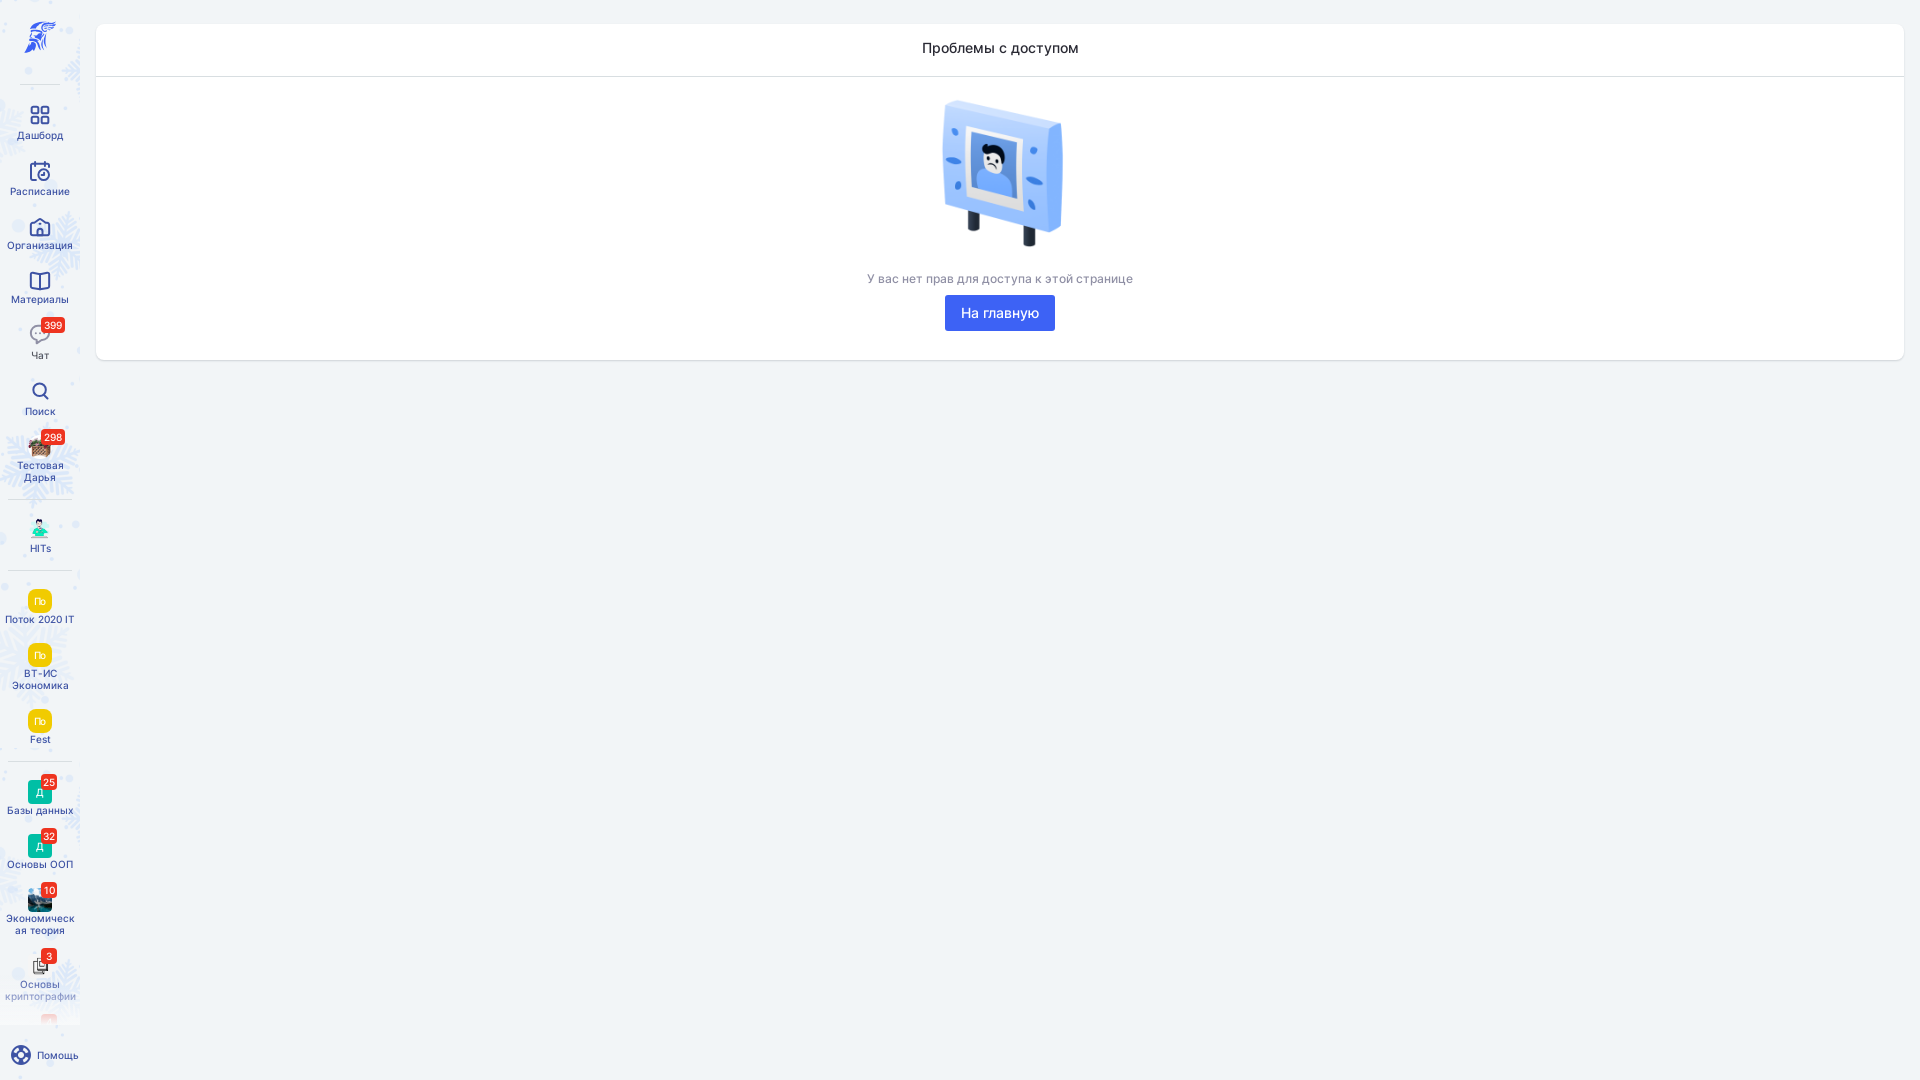 Проблемы с доступом
У вас нет прав для доступа к этой странице
На главную
Дашборд
Расписание
Организация
Материалы
399
Чат
Поиск
298
Тестовая
Дарья
HITs
По
Поток 2020 IT
По
ВТ-ИС
Экономика
По
Fest
25
Д
Базы данных
32
Д
Основы ООП
10
Экономическ
ая теория
3
Основы
криптографии
Помощь